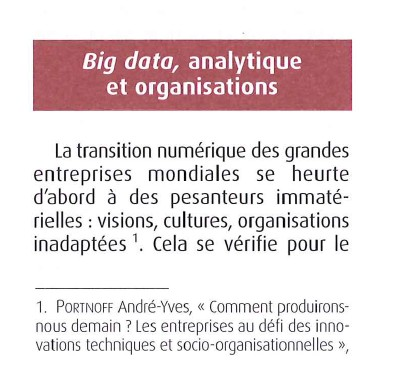 Big data, analytique
et organisations
La transition numérique des grandes
entreprises mondiales se heurte
d'abord à des pesanteurs immaté-
rielles : visions, cultures, organisations
inadaptées 1. Cela se vérifie pour le
1. PORTNOFF André-Yves, « Comment produirons-
nous demain ? Les entreprises au défi des inno-
vations techniques et socio-organisationnelles »,